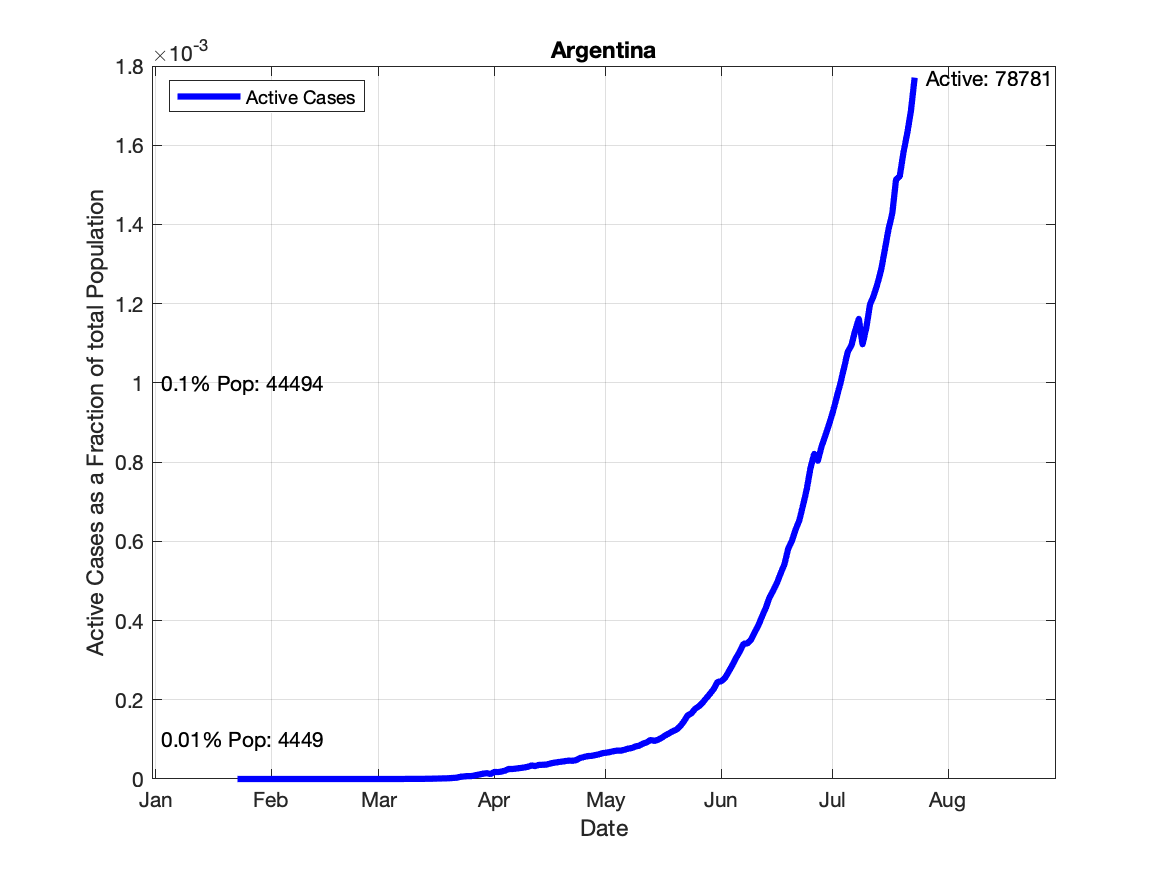 Argentina
×10-3
1.8
Active Cases
Active: 78781
1.6
1.4
1.2
1
0.1% Pop: 44494
0.8
0.6
0.4
0.2
0.01% Pop: 4449
0
Active Cases as a Fraction of total Population
Jan Feb Mar Apr May Jun Jul Aug
Date